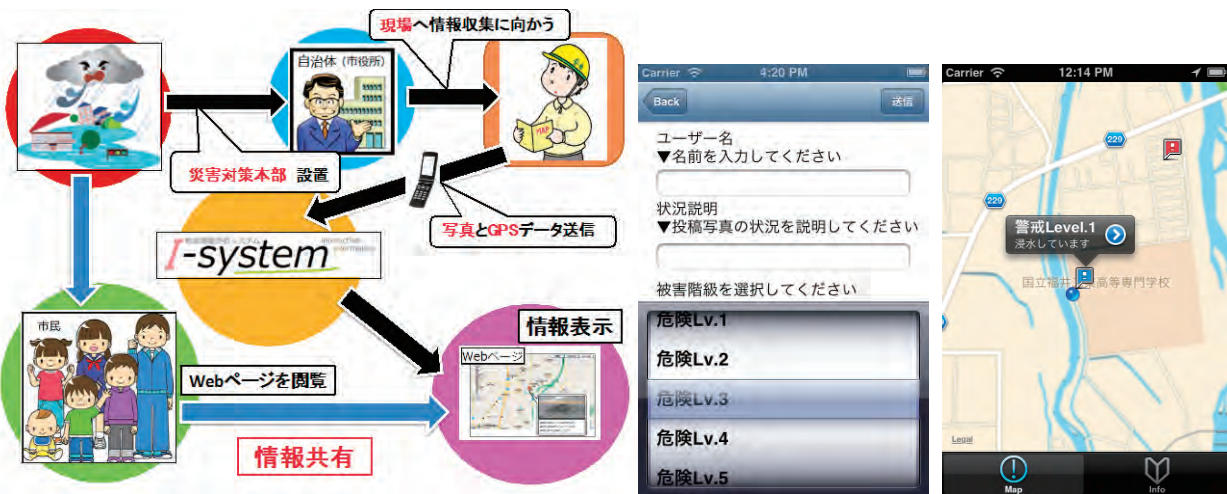 現場へ情報収集に向かう
自治体（市役所）
MAP
災害対策本部 設置
写真とGPSデータ送信
I-system
市民
情報表示
Webページ
Webページを閲覧
情報共有
Carrier 4:20 PM
Back 送信
ユーザー名
▼名前を入力してください
状況説明
▼投稿写真の状況を説明してください
被害階級を選択してください
危険Lv.1
危険Lv.2
危険Lv.3
危険Lv.4
危険Lv.5
Carrier 12:14 PM
229
229
警戒Level.1
浸水しています
国立福井 高等専門学校
Legal
Map Info